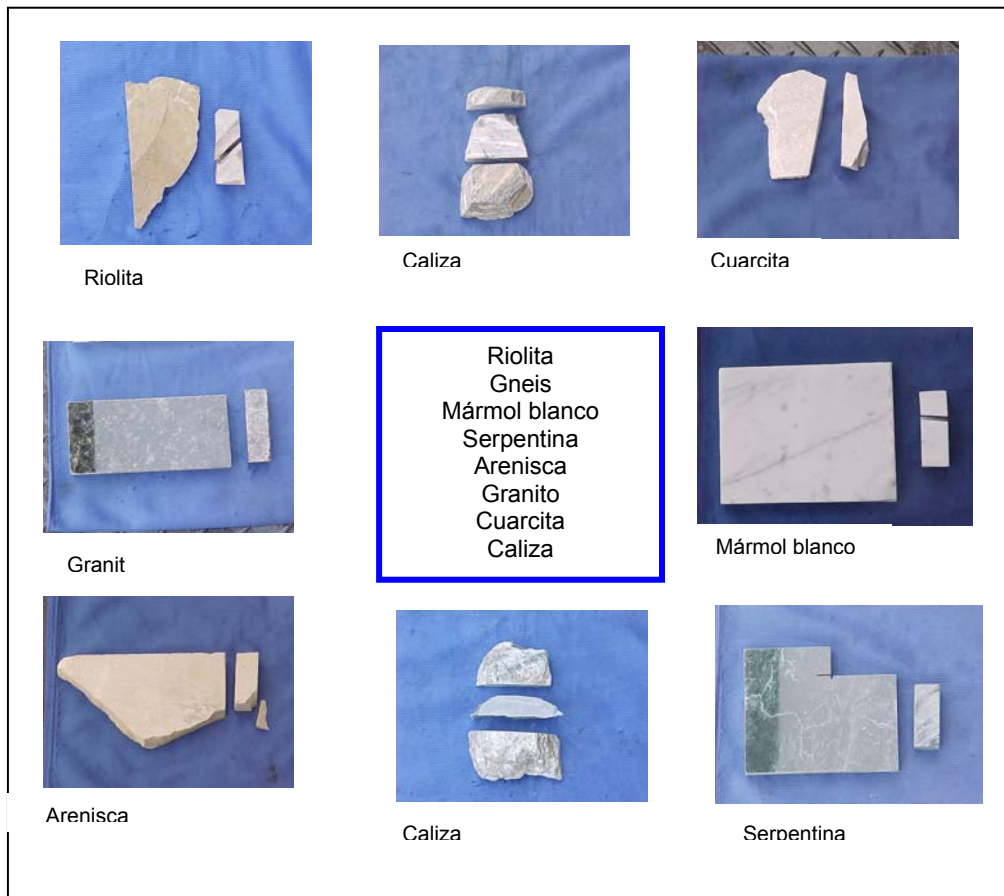 Riolita
Caliza
Cuarcita
Riolita
Gneis
Mármol blanco
Serpentina
Arenisca
Granito
Cuarcita
Caliza
Granit
Mármol blanco
Arenisca
Caliza
Serpentina